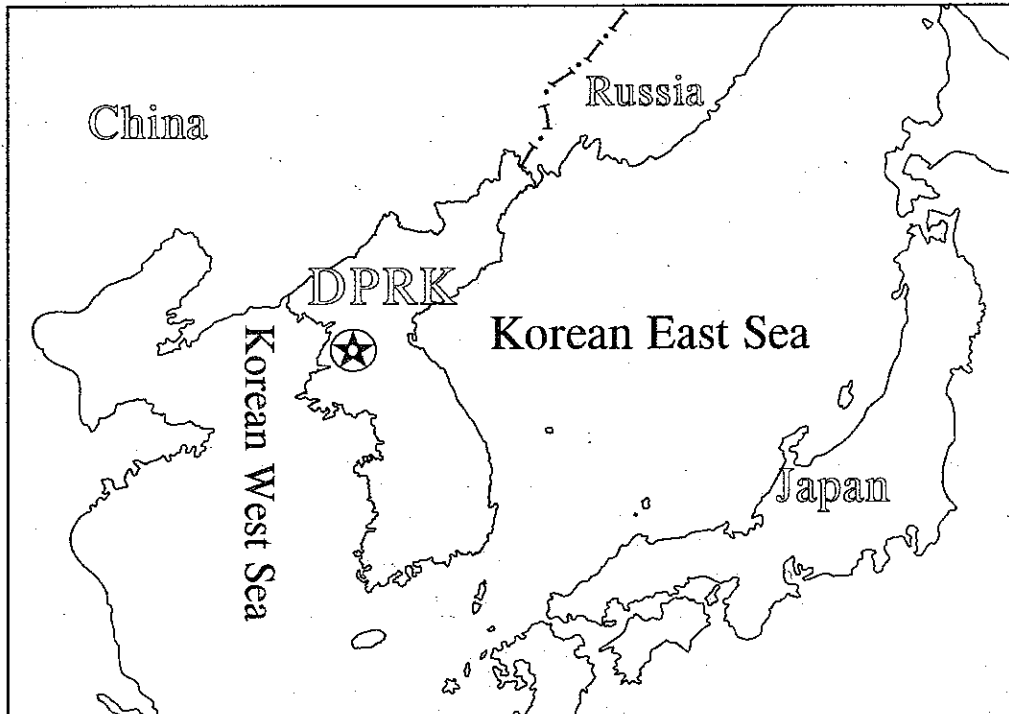 China
Russia
DPRK
Korean East Sea
Korean West Sea
Japan